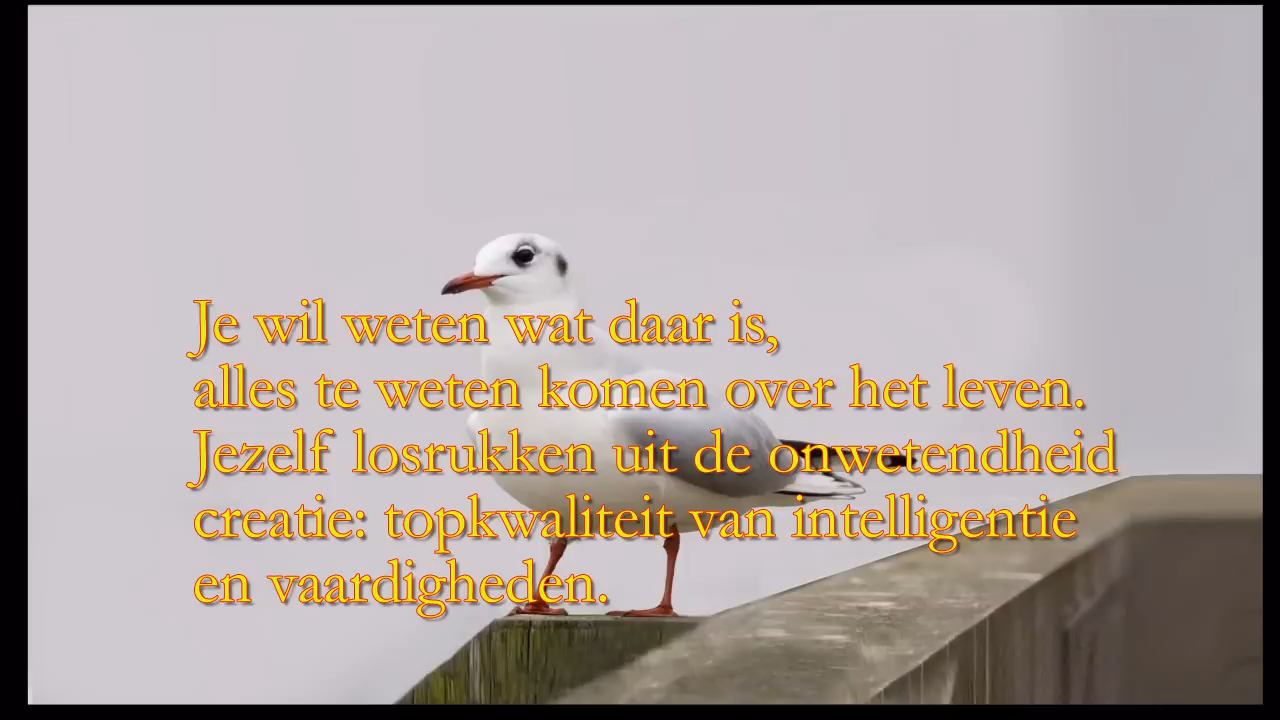 Je wil weten wat daar is,
alles te weten komen over het leven.
Jezelf losrukken uit de onwetendheid
creatie: topkwaliteit van intelligentie
en vaardigheden.